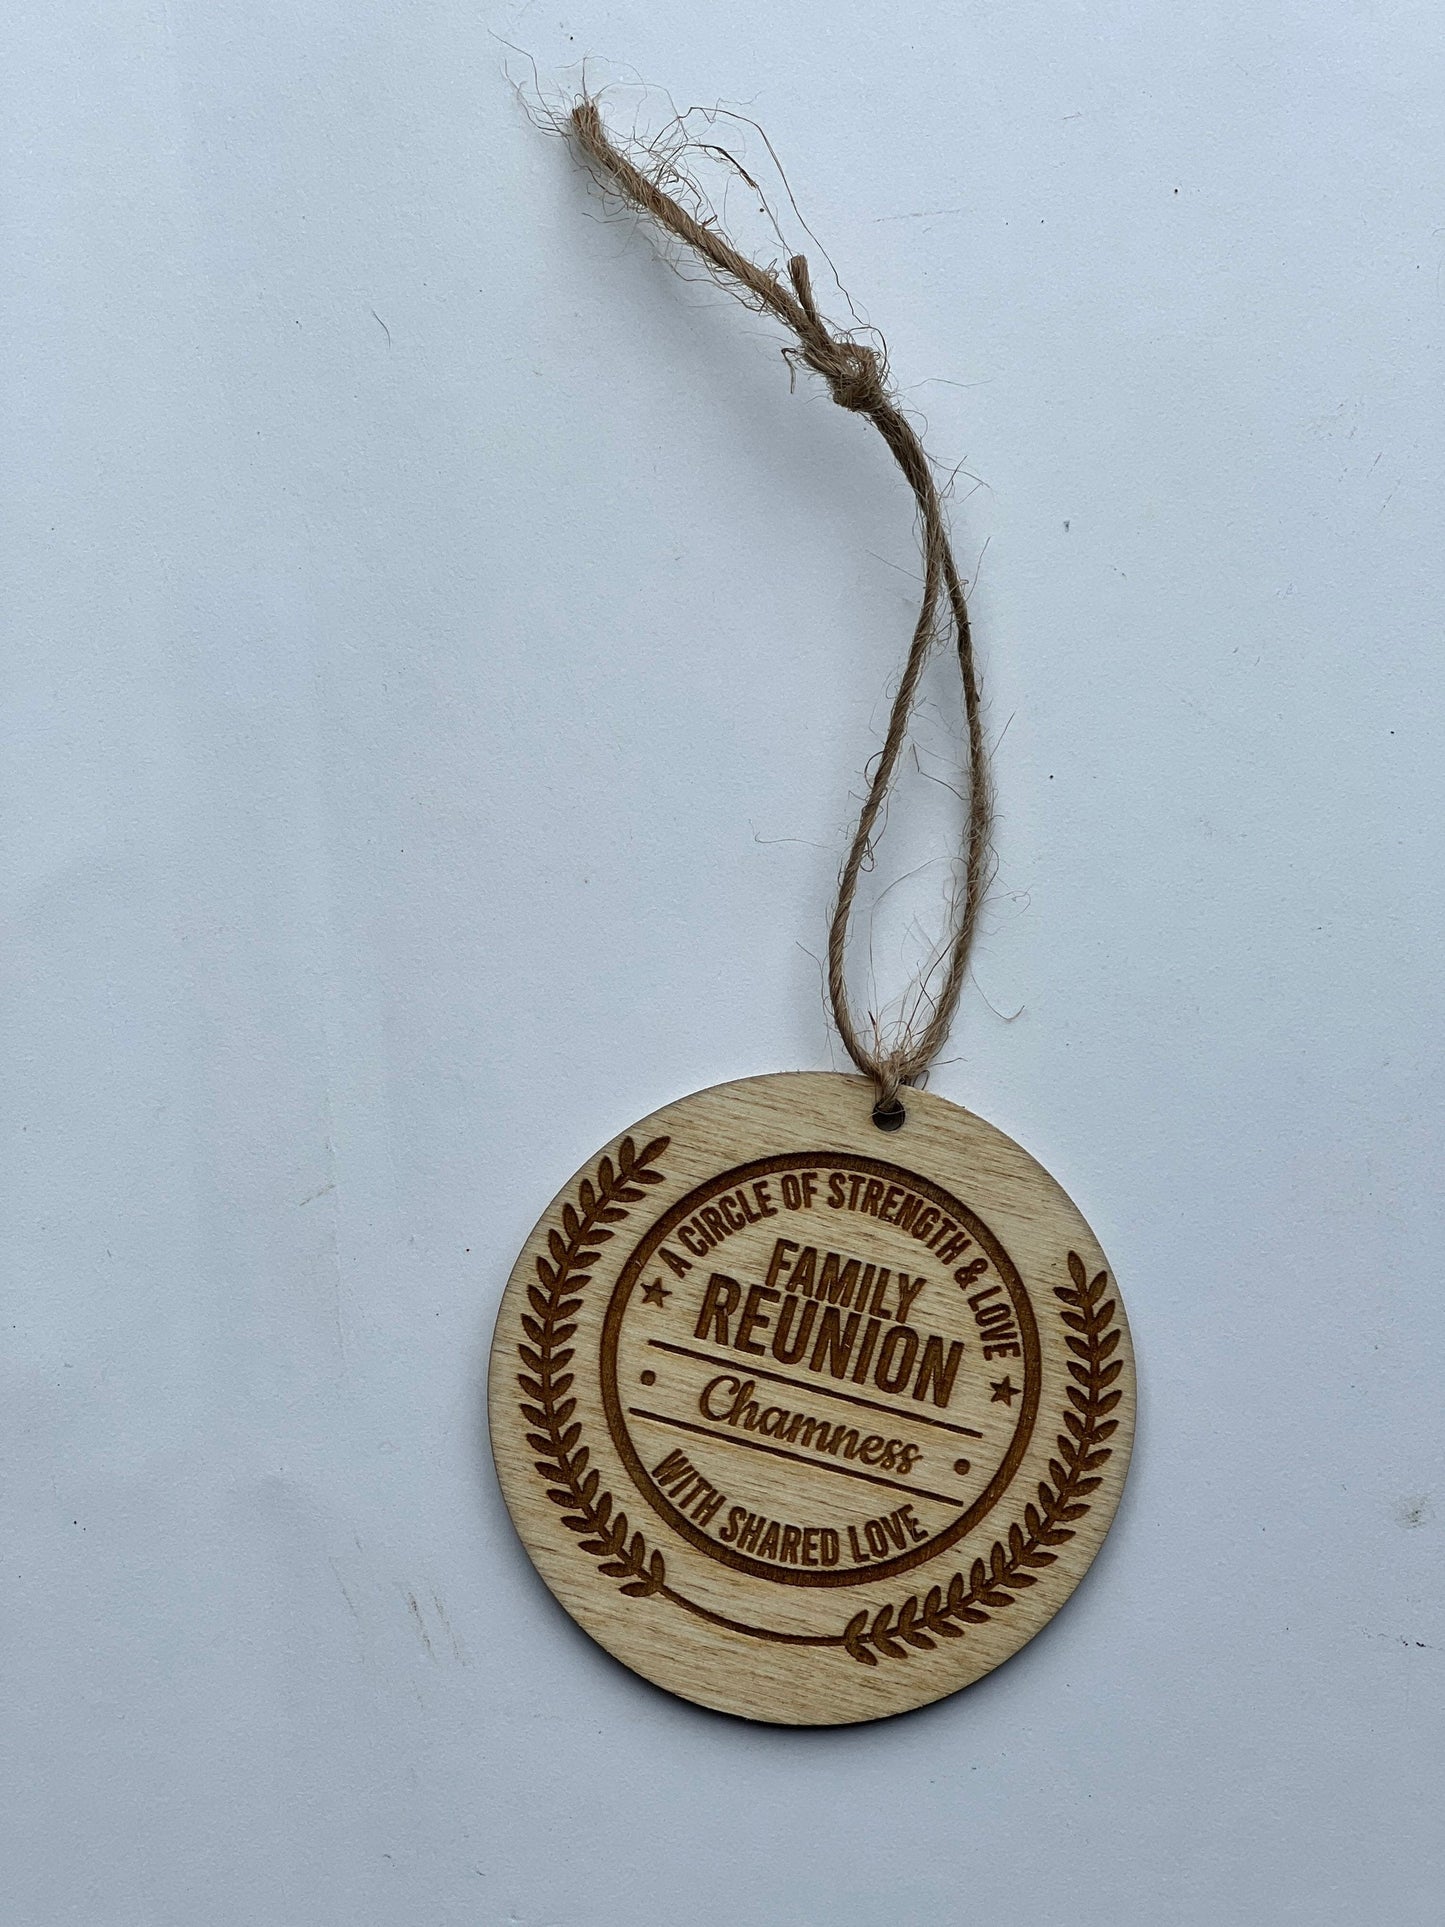 A CIRCLE OF STRENGTH & LOVE
FAMILY
REUNION
Chamness
WITH SHARED LOVE